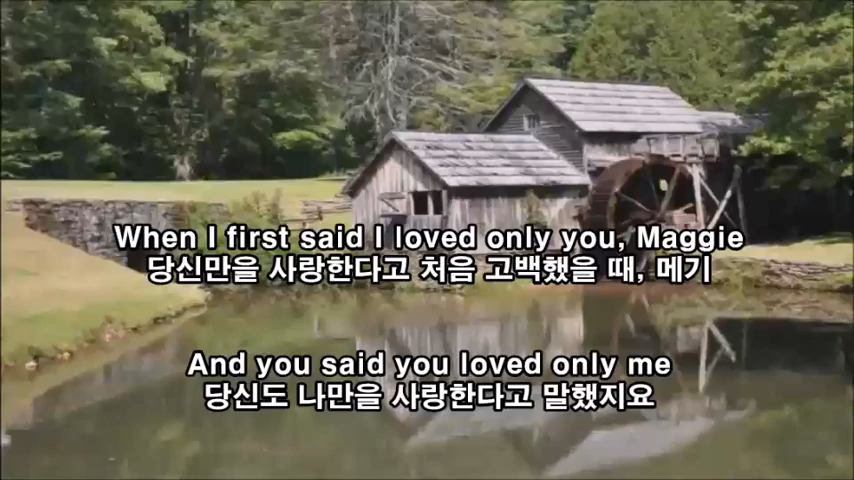 When I first said I loved only you, Maggie
당신만을 사랑한다고 처음 고백했을 때, 메기
And you said you loved only me
당신도 나만을 사랑한다고 말했지요